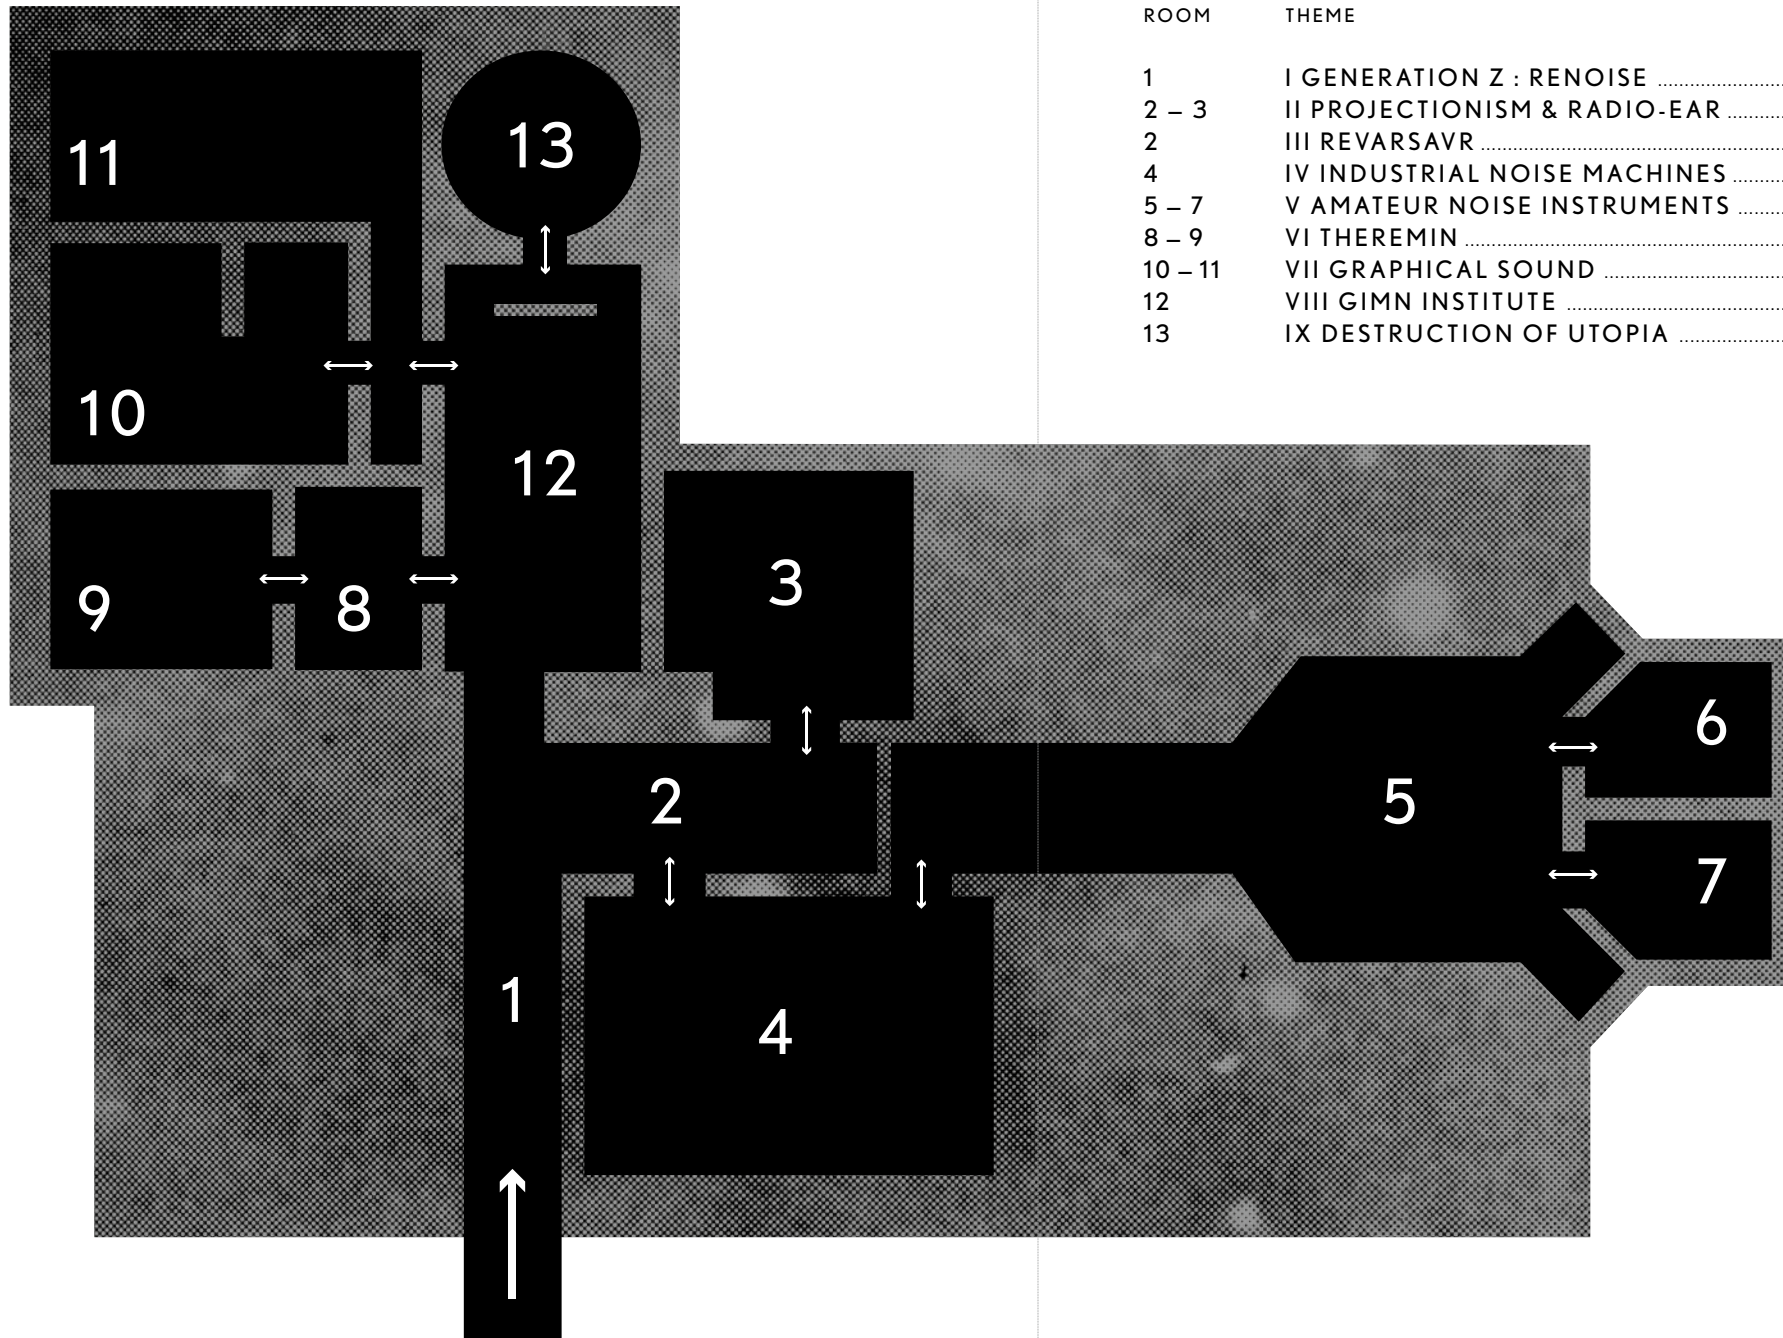 ROOM THEME
1 I GENERATION Z : RENOISE
2 – 3 II PROJECTIONISM & RADIO-EAR
2 III REVARSAVR
4 IV INDUSTRIAL NOISE MACHINES
5 – 7 V AMATEUR NOISE INSTRUMENTS
8 – 9 VI THEREMIN
10 – 11 VII GRAPHICAL SOUND
12 VIII GIMN INSTITUTE
13 IX DESTRUCTION OF UTOPIA
13
11
10
12
3
9
8
6
2
5
7
1
4